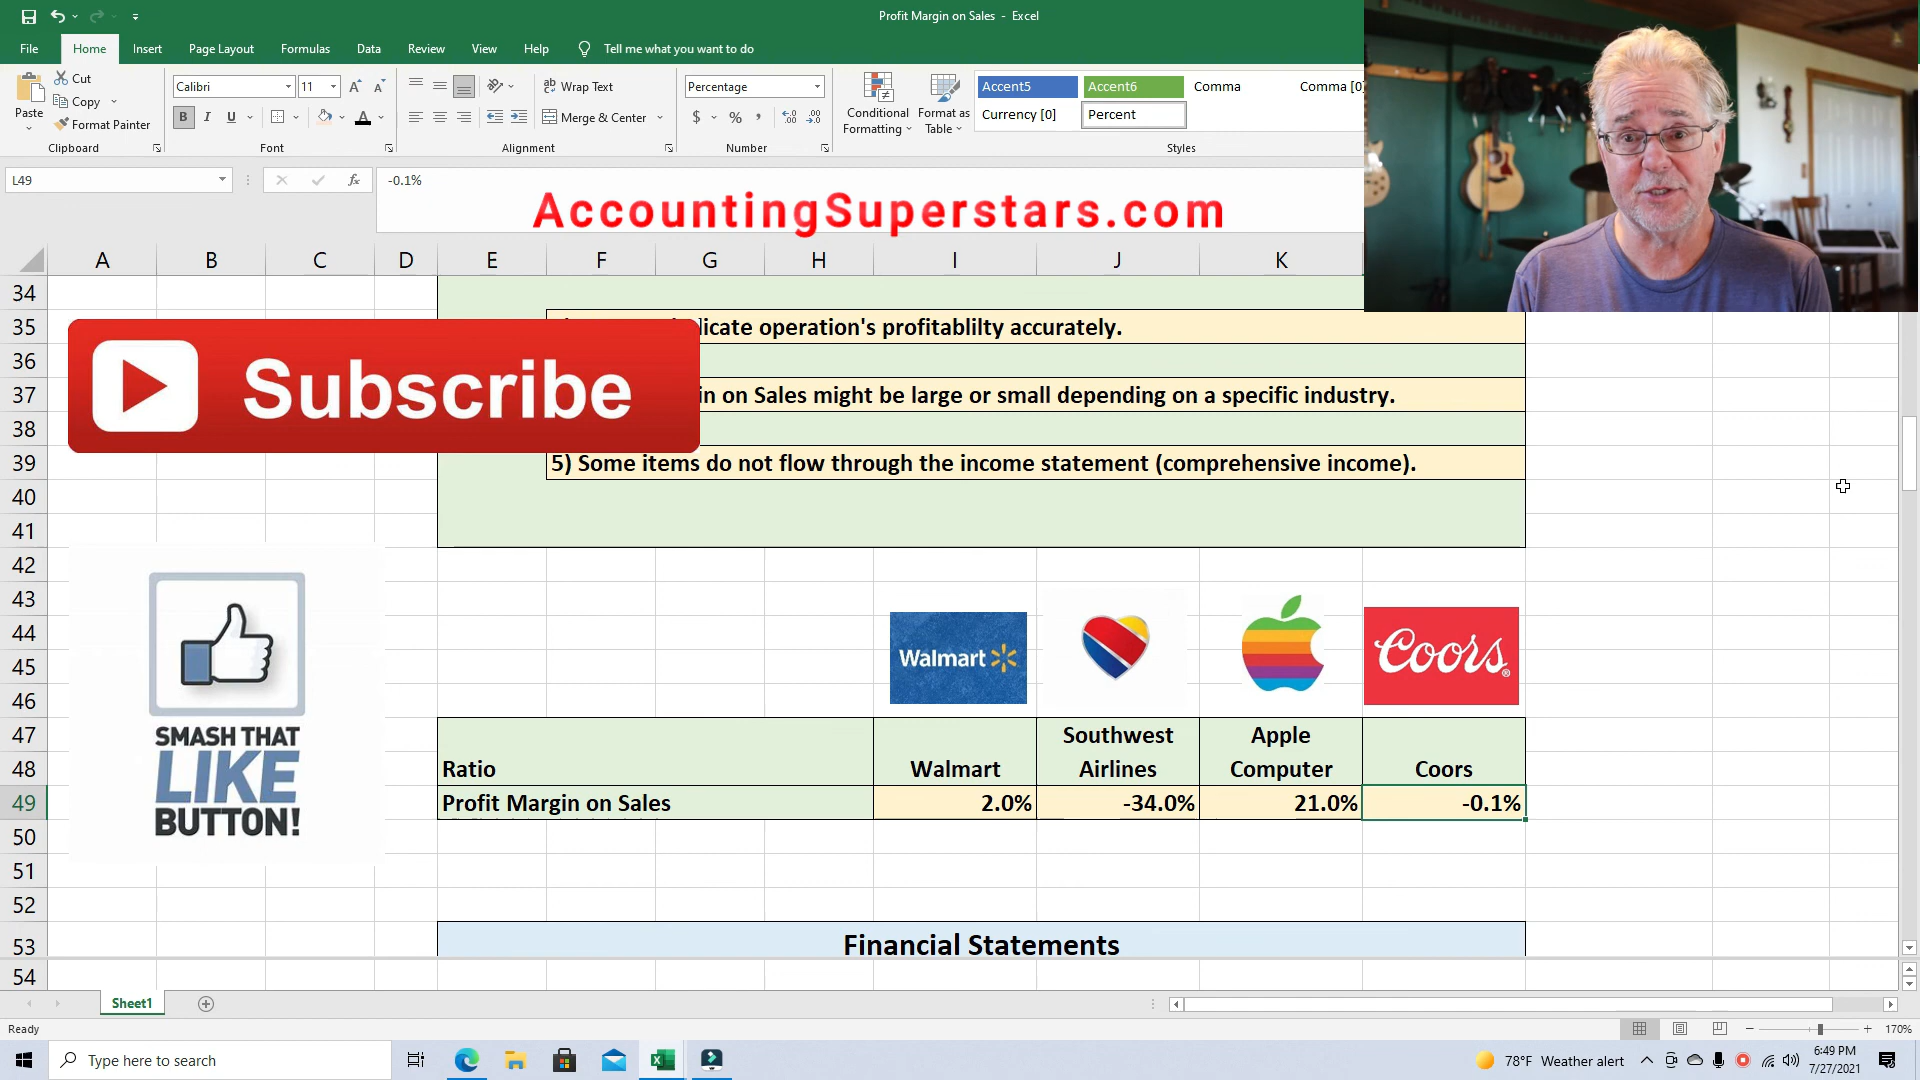 Profit Margin on Sales - Excel
File Home Insert Page Layout Formulas Data Review View Help Tell me what you want to do
Paste
Cut
Copy
Format Painter
Clipboard
Calibri 11
B I U
Font
Wrap Text
Merge & Center
Alignment
Percentage
$ % ,
Number
Conditional Formatting
Format as Table
Accent5 Accent6 Comma Comma [0]
Currency [0] Percent
Styles
L49 fx -0.1%
AccountingSuperstars.com
A B C D E F G H I J K
34
35 dicate operation's profitablilty accurately.
36
37 in on Sales might be large or small depending on a specific industry.
38
39 5) Some items do not flow through the income statement (comprehensive income).
Subscribe
40
41
42
43
44
45
46
Walmart
Coors
SMASH THAT
LIKE
BUTTON!
47 Southwest Apple
48 Ratio Walmart Airlines Computer Coors
49 Profit Margin on Sales 2.0% -34.0% 21.0% -0.1%
50
51
52
53 Financial Statements
54
Sheet1
Ready
170%
Type here to search
78°F Weather alert
6:49 PM
7/27/2021